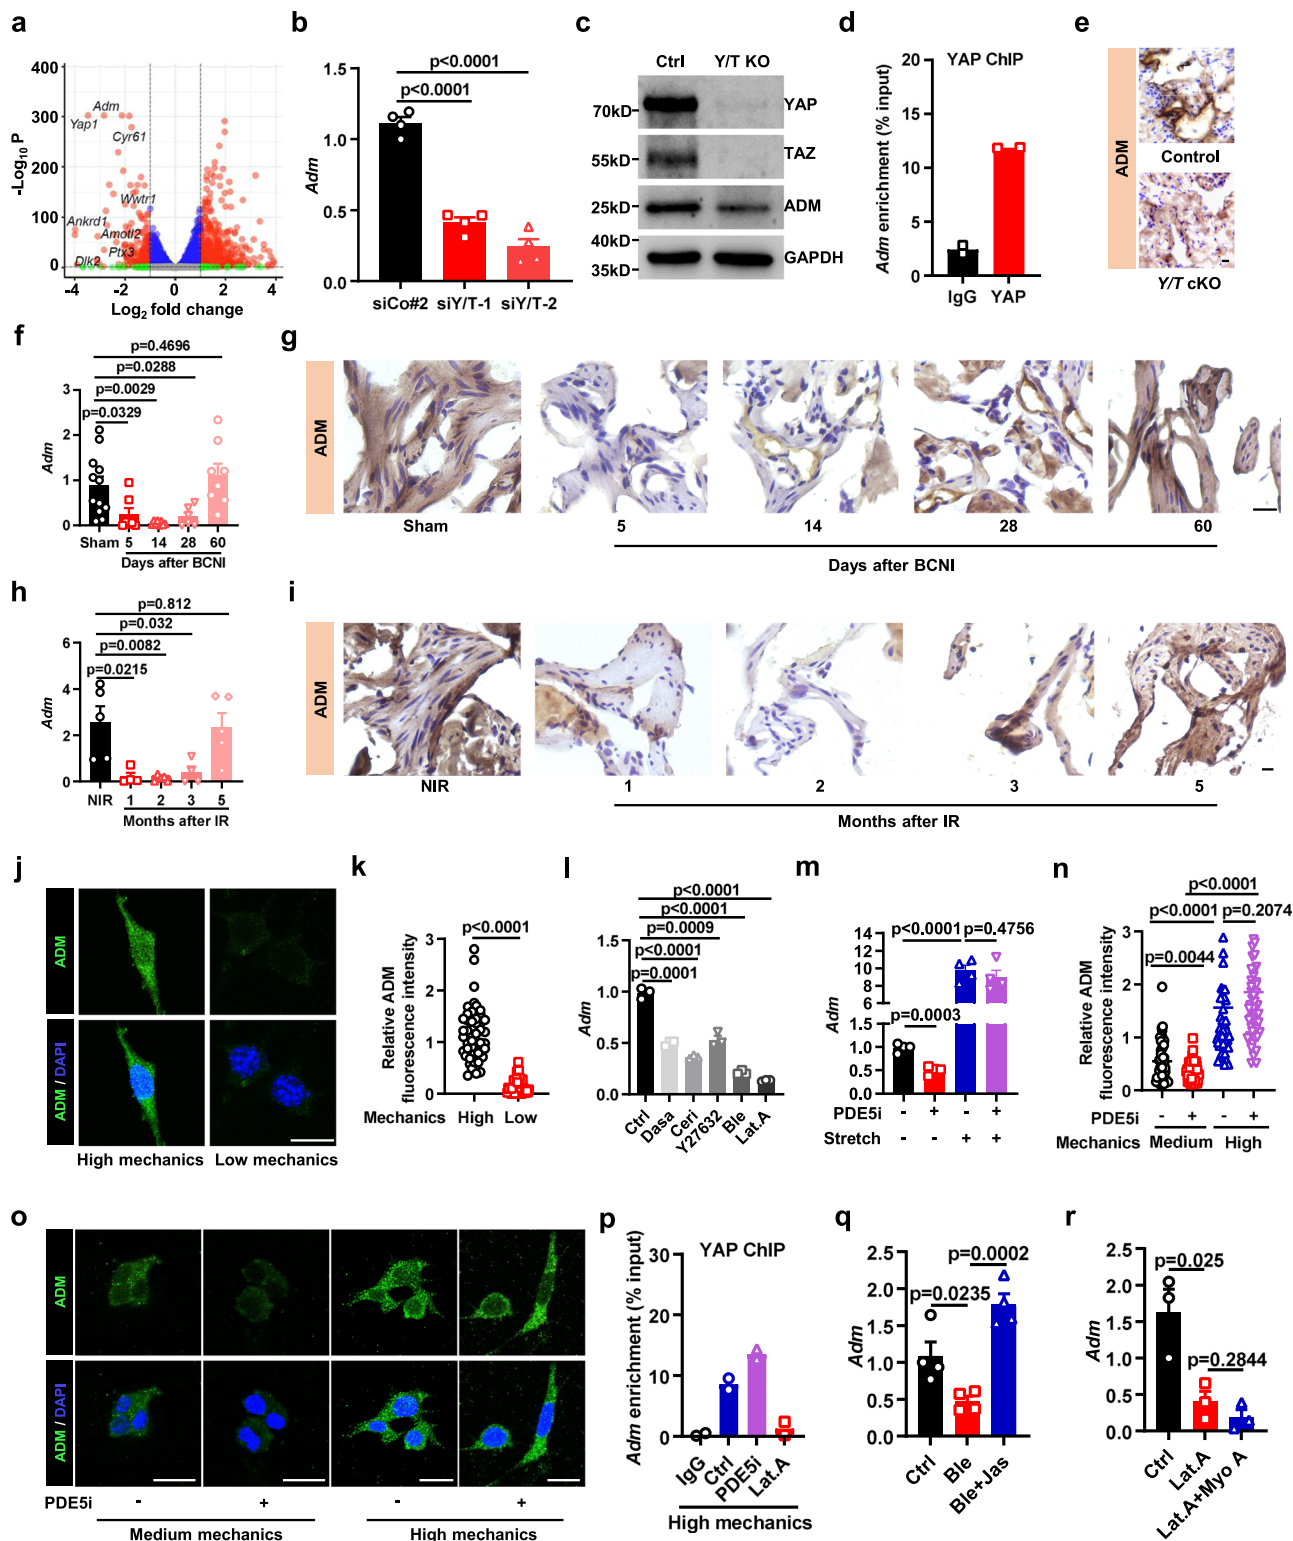 a
400
300
200
100
0
-Log10 P
Adm
Yap1
Cyr61
Wwtr1
Ankrd1
Amotl2
Ptx3
Dlk2
-4 -2 0 2 4
Log2 fold change
b
p<0.0001
p<0.0001
1.5
1.0
0.5
0.0
Adm
siCo#2 siY/T-1 siY/T-2
c
Ctrl Y/T KO
70kD YAP
55kD TAZ
25kD ADM
40kD
35kD GAPDH
d
YAP ChIP
20
15
10
5
0
Adm enrichment (% input)
IgG YAP
e
ADM
Control
Y/T cKO
f
p=0.4696
p=0.0288
p=0.0029
p=0.0329
3
2
1
0
Adm
Sham 5 14 28 60
Days after BCNI
g
ADM
Sham 5 14 28 60
Days after BCNI
h
p=0.812
p=0.032
p=0.0082
p=0.0215
6
4
2
0
Adm
NIR 1 2 3 5
Months after IR
i
ADM
NIR 1 2 3 5
Months after IR
j
ADM
ADM / DAPI
High mechanics Low mechanics
k
p<0.0001
3
2
1
0
Relative ADM
fluorescence intensity
Mechanics High Low
l
p<0.0001
p<0.0001
p=0.0009
p<0.0001
p=0.0001
1.5
1.0
0.5
0.0
Adm
Ctrl Dasa Ceri Y27632 Ble Lat.A
m
p<0.0001 p=0.4756
14
12
10
8
6
p=0.0003
1.5
1.0
0.5
0.0
Adm
PDE5i - + - +
Stretch - - + +
n
p<0.0001
p<0.0001 p=0.2074
p=0.0044
3
2
1
0
Relative ADM
fluorescence intensity
PDE5i - + - +
Mechanics Medium High
o
ADM
ADM / DAPI
PDE5i - + - +
Medium mechanics High mechanics
p
YAP ChIP
30
20
10
0
Adm enrichment (% input)
IgG Ctrl PDE5i Lat.A
High mechanics
q
p=0.0002
p=0.0235
2.5
2.0
1.5
1.0
0.5
0.0
Adm
Ctrl Ble Ble+Jas
r
p=0.025
p=0.2844
2.5
2.0
1.5
1.0
0.5
0.0
Adm
Ctrl Lat.A Lat.A+Myo A